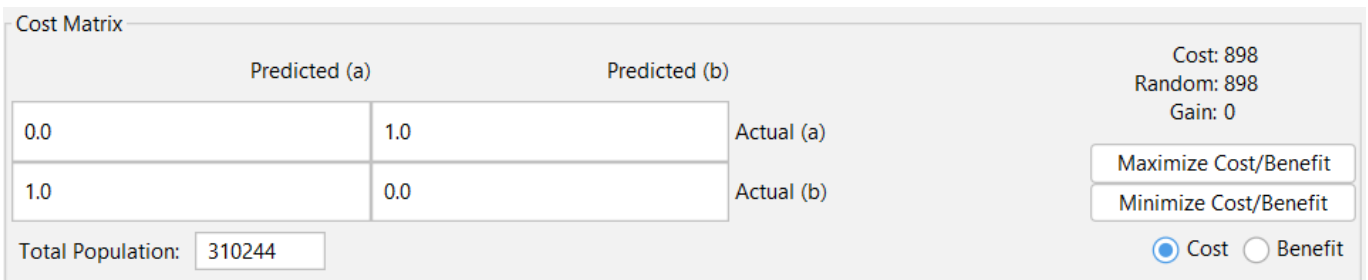 Cost Matrix
Predicted (a) Predicted (b)
0.0 1.0 Actual (a)
1.0 0.0 Actual (b)
Total Population: 310244
Cost: 898
Random: 898
Gain: 0
Maximize Cost/Benefit
Minimize Cost/Benefit
Cost Benefit